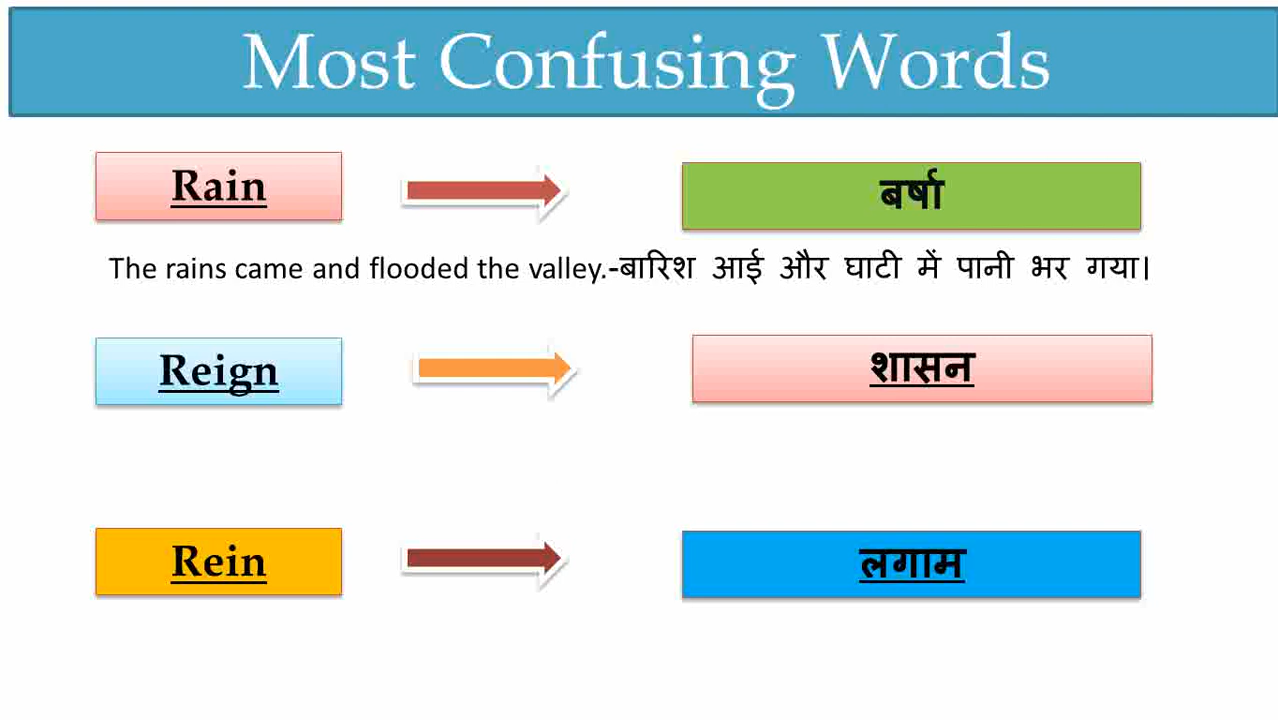 Most Confusing Words
Rain
बर्षा
The rains came and flooded the valley.-बारिश आई और घाटी में पानी भर गया।
Reign
शासन
Rein
लगाम